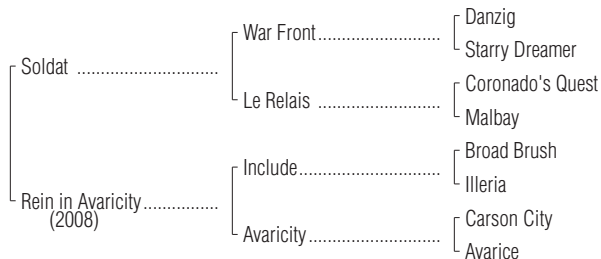 Danzig
War Front
Starry Dreamer
Soldat
Coronado's Quest
Le Relais
Malbay
Broad Brush
Include
Illeria
Rein in Avaricity
(2008)
Carson City
Avaricity
Avarice